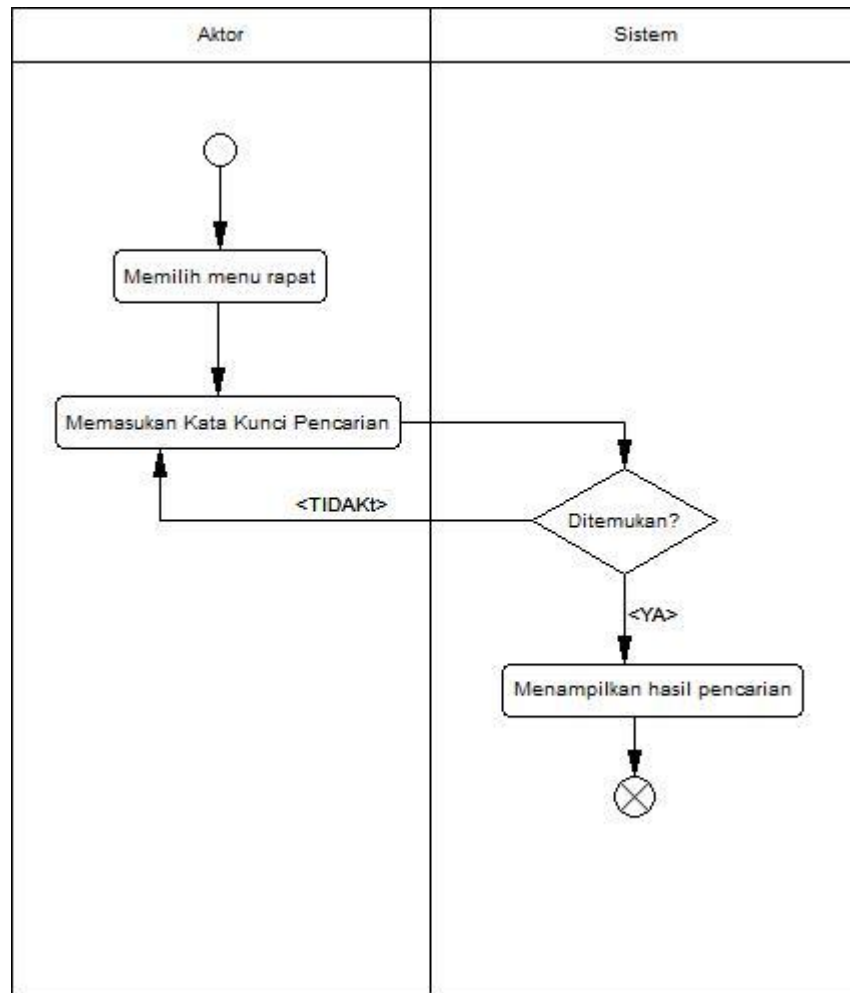 Aktor
Sistem
Memilih menu rapat
Memasukan Kata Kunci Pencarian
<TIDAKt>
Ditemukan?
<YA>
Menampilkan hasil pencarian